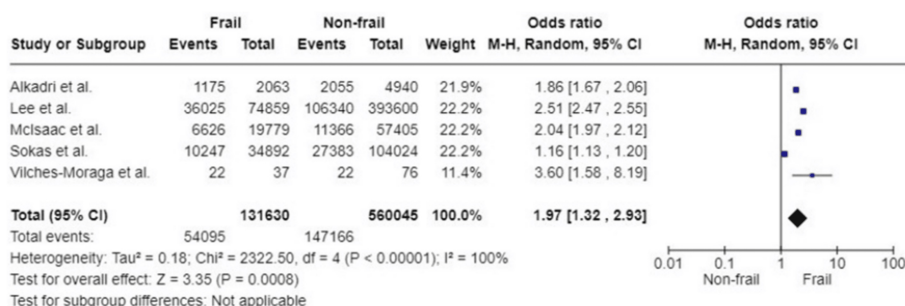 Frail Non-frail Odds ratio Odds ratio
Study or Subgroup Events Total Events Total Weight M-H, Random, 95% CI M-H, Random, 95% CI
Alkadri et al. 1175 2063 2055 4940 21.9% 1.86 [1.67 , 2.06]
Lee et al. 36025 74859 106340 393600 22.2% 2.51 [2.47 , 2.55]
McIsaac et al. 6626 19779 11366 57405 22.2% 2.04 [1.97 , 2.12]
Sokas et al. 10247 34892 27383 104024 22.2% 1.16 [1.13 , 1.20]
Vilches-Moraga et al. 22 37 22 76 11.4% 3.60 [1.58 , 8.19]
Total (95% CI) 131630 560045 100.0% 1.97 [1.32 , 2.93]
Total events: 54095 147166
Heterogeneity: Tau² = 0.18; Chi² = 2322.50, df = 4 (P < 0.00001); I² = 100%
Test for overall effect: Z = 3.35 (P = 0.0008)
Test for subgroup differences: Not applicable
0.01 0.1 1 10 100
Non-frail Frail